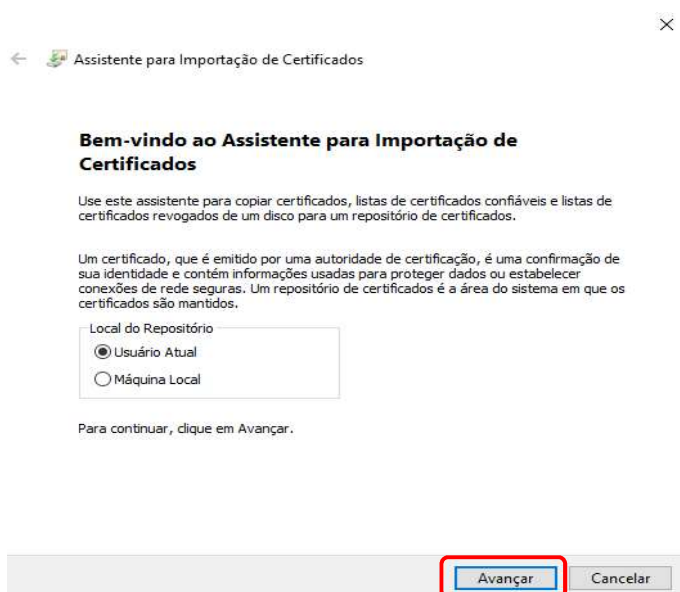 Assistente para Importação de Certificados
Bem-vindo ao Assistente para Importação de
Certificados
Use este assistente para copiar certificados, listas de certificados confiáveis e listas de
certificados revogados de um disco para um repositório de certificados.
Um certificado, que é emitido por uma autoridade de certificação, é uma confirmação de
sua identidade e contém informações usadas para proteger dados ou estabelecer
conexões de rede seguras. Um repositório de certificados é a área do sistema em que os
certificados são mantidos.
Local do Repositório
Usuário Atual
Máquina Local
Para continuar, clique em Avançar.
Avançar Cancelar